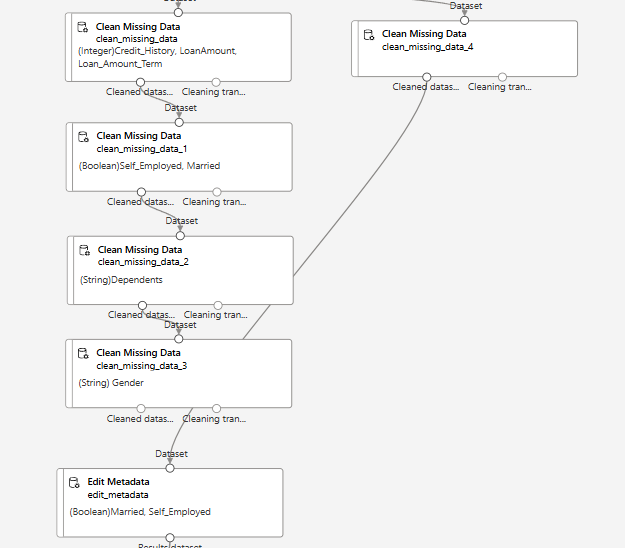 Dataset
Clean Missing Data
clean_missing_data
(Integer)Credit_History, LoanAmount,
Loan_Amount_Term
Cleaned datas... Cleaning tran...
Dataset
Clean Missing Data
clean_missing_data_1
(Boolean)Self_Employed, Married
Cleaned datas... Cleaning tran...
Dataset
Clean Missing Data
clean_missing_data_2
(String)Dependents
Cleaned datas... Cleaning tran...
Dataset
Clean Missing Data
clean_missing_data_3
(String) Gender
Cleaned datas... Cleaning tran...
Dataset
Edit Metadata
edit_metadata
(Boolean)Married, Self_Employed
Results dataset
Dataset
Clean Missing Data
clean_missing_data_4
Cleaned datas... Cleaning tran...